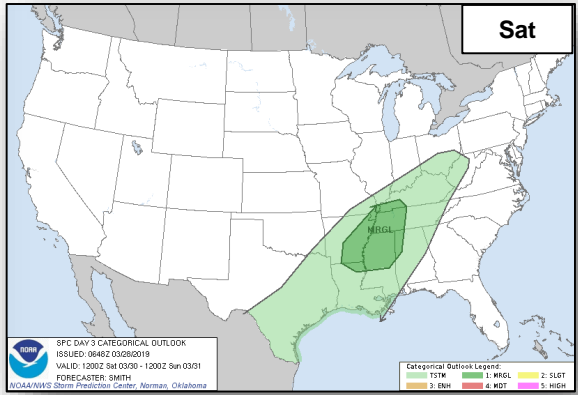 Sat
MRGL
NOAA
SPC DAY 3 CATEGORICAL OUTLOOK
ISSUED: 0648Z 03/28/2019
VALID: 1200Z Sat 03/30 - 1200Z Sun 03/31
FORECASTER: SMITH
NOAA/NWS Storm Prediction Center, Norman, Oklahoma
Categorical Outlook Legend:
TSTM 1: MRGL 2: SLGT
3: ENH 4: MDT 5: HIGH